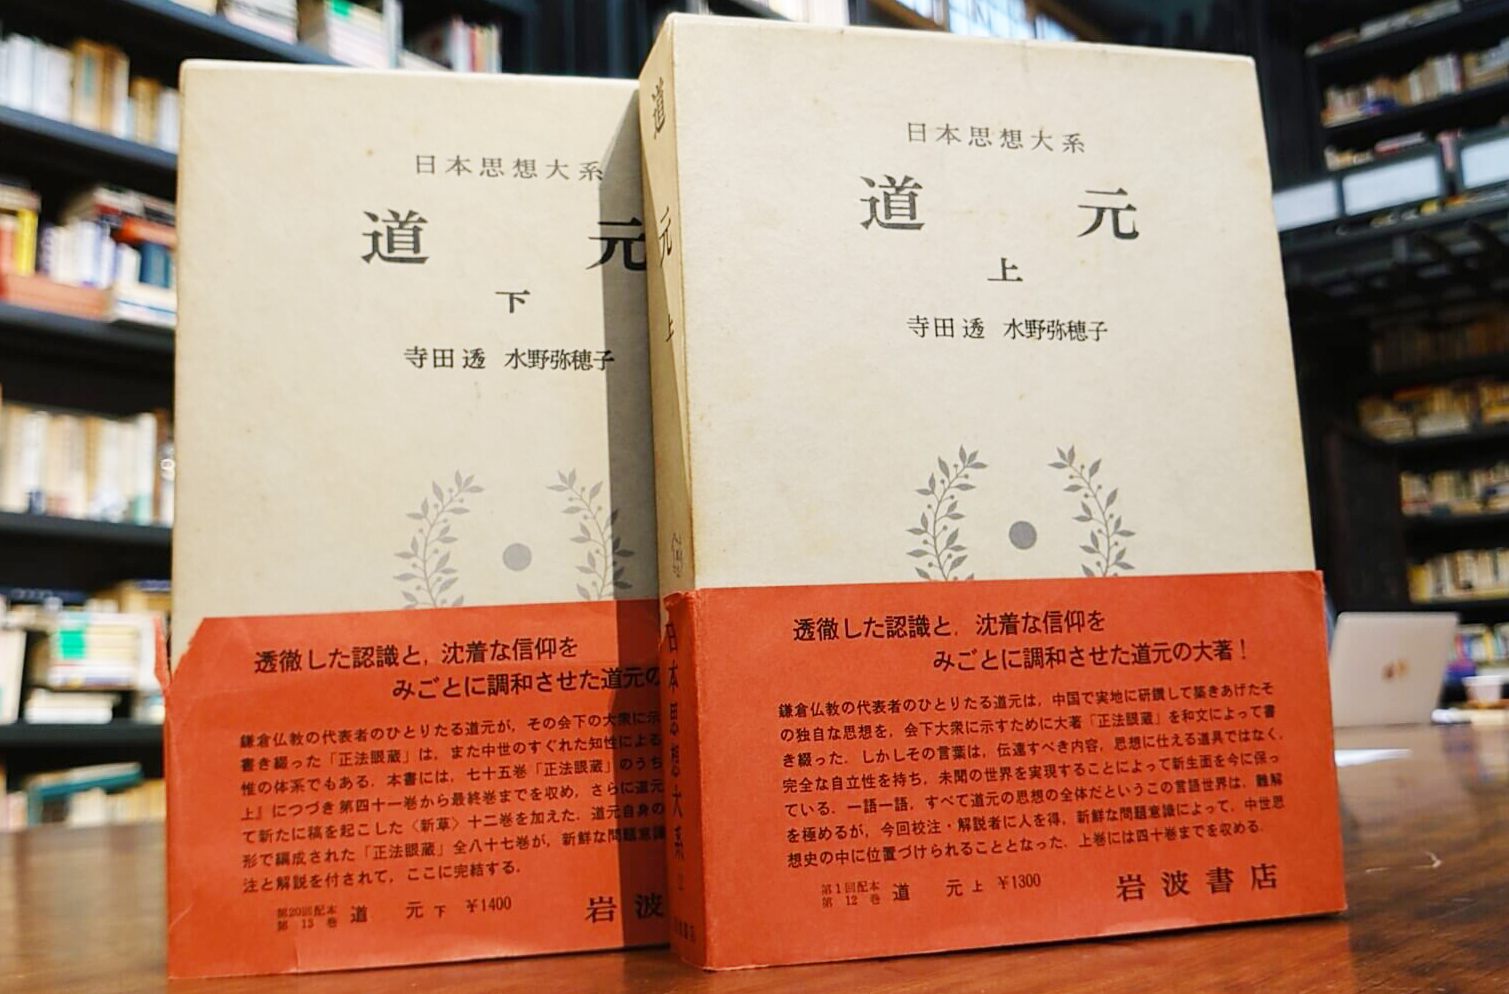 日本思想大系
道 元
下
寺田 透 水野弥穂子
透徹した認識と，沈着な信仰を
みごとに調和させた道元の
鎌倉仏教の代表者のひとりたる道元が，その会下の大衆に示
書き綴った「正法眼蔵」は，また中世のすぐれた知性による
惟の体系でもある．本書には，七十五巻「正法眼蔵」のうち
上』につづき第四十一巻から最終巻までを収め，さらに道元
て新たに稿を起こした〈新草〉十二巻を加えた．道元自身の
形で編成された「正法眼蔵」全八十七巻が，新鮮な問題意識
注と解説を付されて，ここに完結する．
第20回配本
第 13 巻
道 元 下 ¥1400
岩波
道 元 上
日本思想大系
日本思想大系
道 元
上
寺田 透 水野弥穂子
透徹した認識と，沈着な信仰を
みごとに調和させた道元の大著！
鎌倉仏教の代表者のひとりたる道元は，中国で実地に研鑽して築きあげたそ
の独自な思想を，会下大衆に示すために大著「正法眼蔵」を和文によって書
き綴った．しかしその言葉は，伝達すべき内容，思想に仕える道具ではなく，
完全な自立性を持ち，未聞の世界を実現することによって新生面を今に保っ
ている．一語一語，すべて道元の思想の全体だというこの言語世界は，難解
を極めるが，今回校注・解説者に人を得，新鮮な問題意識によって，中世思
想史の中に位置づけられることとなった．上巻には四十巻までを収める．
第1回配本
第 12 巻
道 元 上 ¥1300
岩波書店